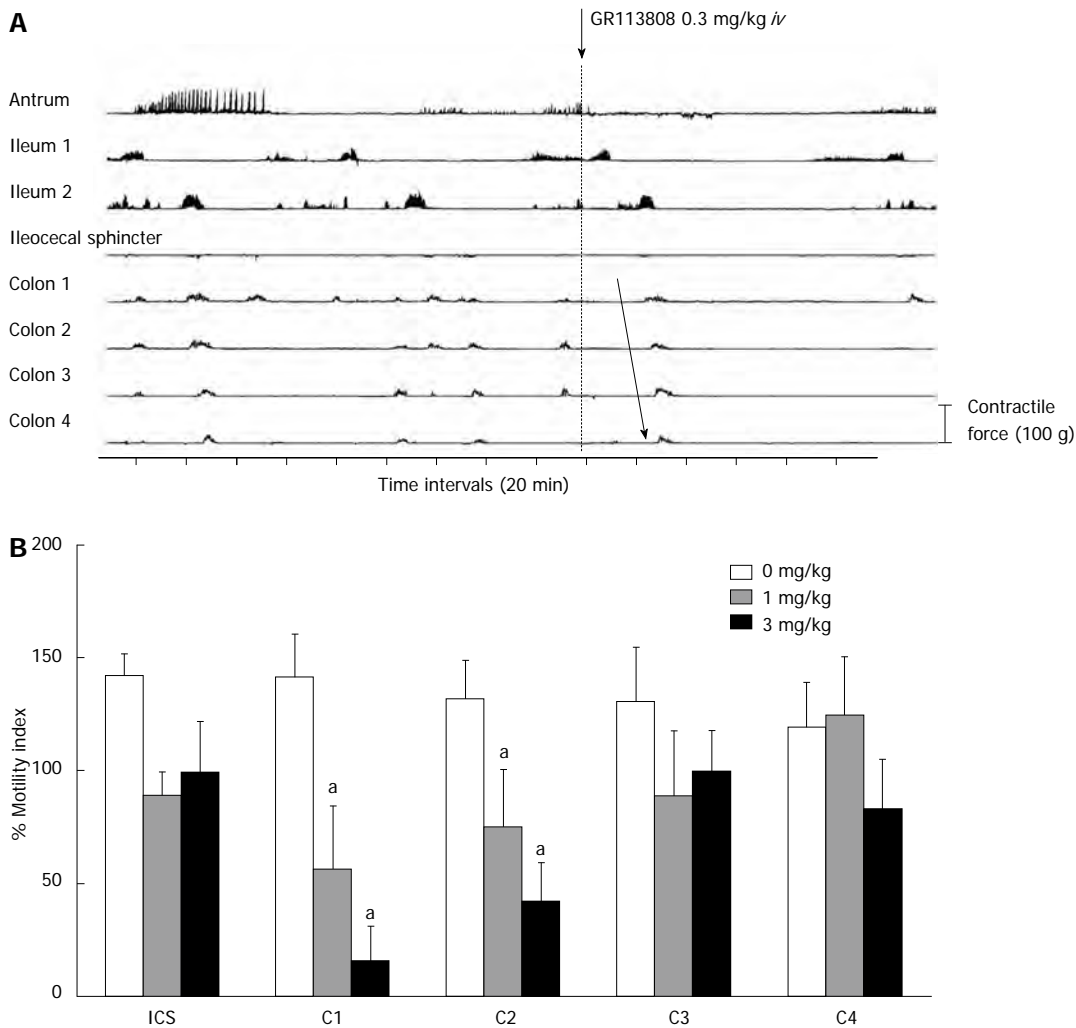 A
GR113808 0.3 mg/kg iv
Antrum
Ileum 1
Ileum 2
Ileocecal sphincter
Colon 1
Colon 2
Colon 3
Colon 4
Contractile
force (100 g)
Time intervals (20 min)
B
200
150
100
50
0
% Motility index
0 mg/kg
1 mg/kg
3 mg/kg
a
a
a
a
ICS
C1
C2
C3
C4